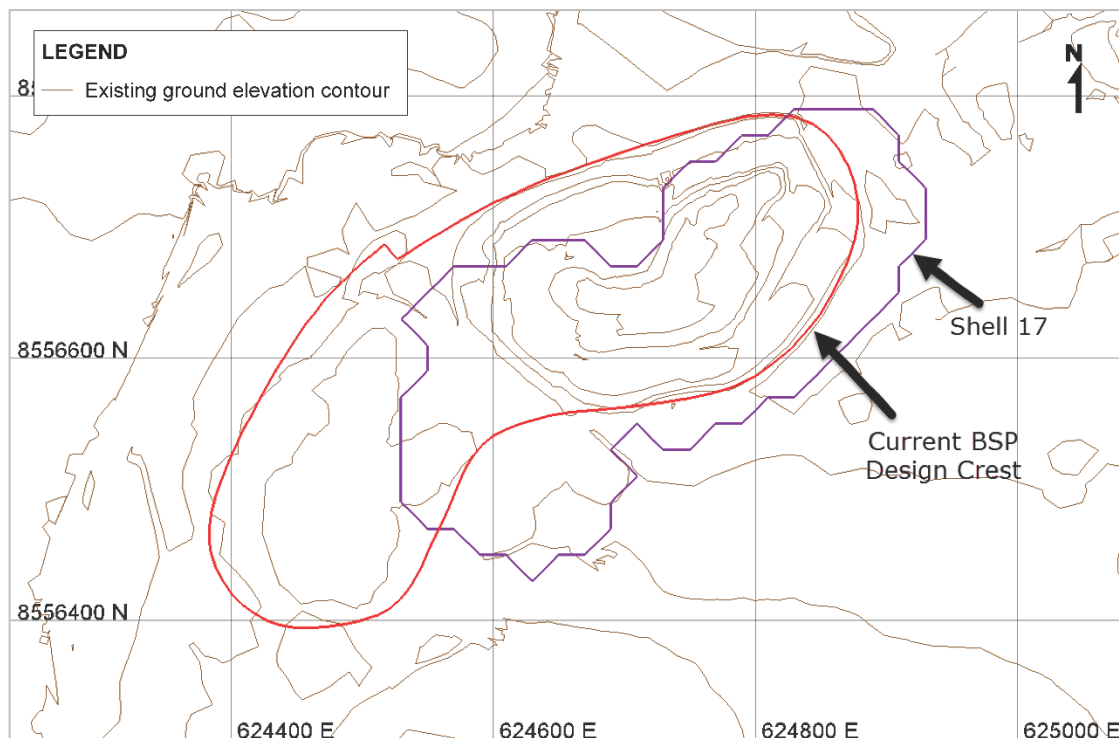 LEGEND
Existing ground elevation contour
N
Shell 17
8556600 N
Current BSP
Design Crest
8556400 N
624400 E
624600 E
624800 E
625000 E